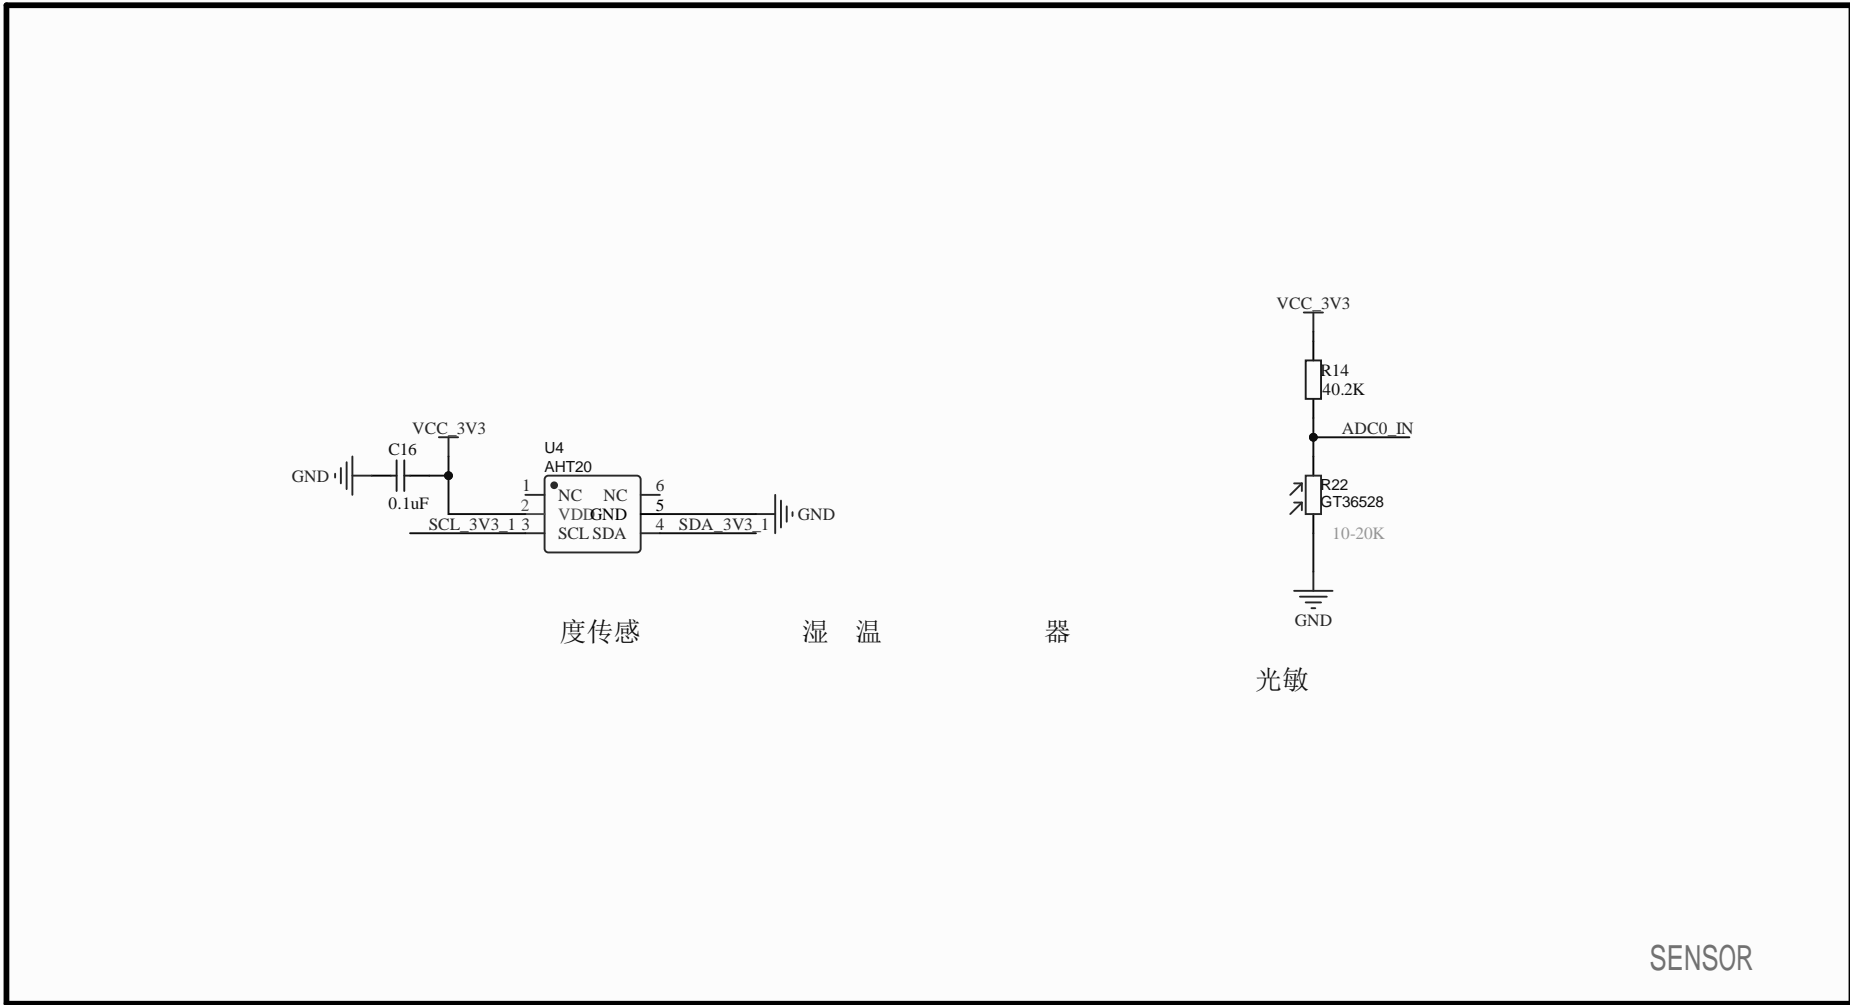 VCC_3V3
R14
40.2K
ADC0_IN
R22
GT36528
10-20K
GND
光敏
VCC_3V3
C16
0.1uF
GND
U4
AHT20
1 NC NC 6
2 VDD GND 5
SCL_3V3_1 3 SCL SDA 4 SDA_3V3_1
GND
度传感 湿 温 器
SENSOR